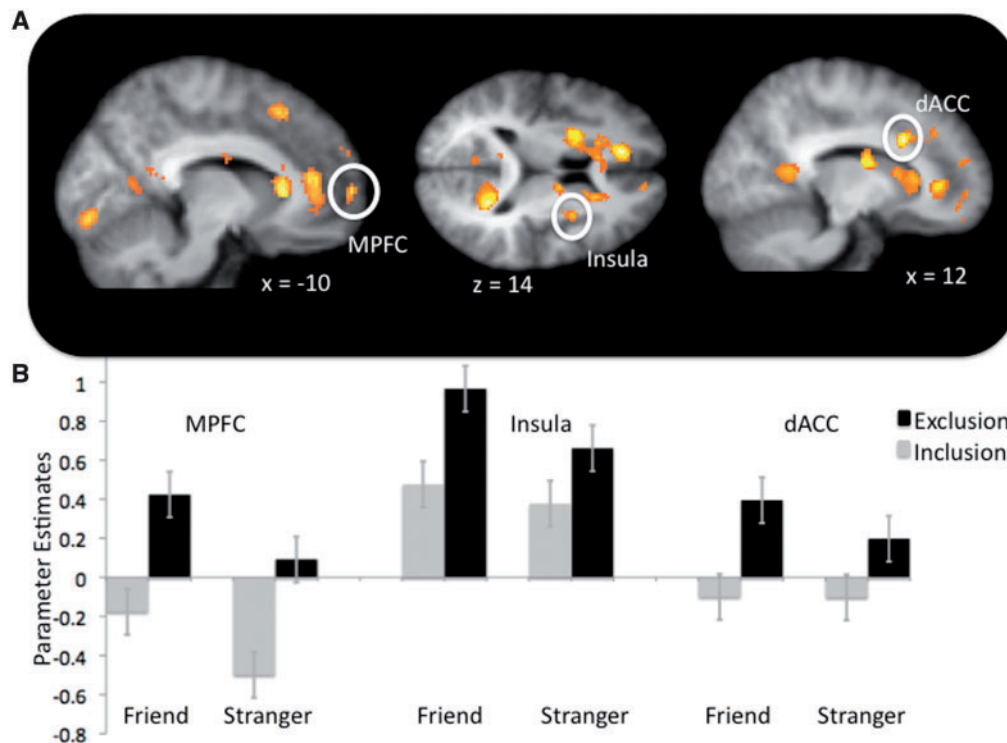 A
dACC
MPFC
Insula
x = -10
z = 14
x = 12
B
1
0.8
0.6
0.4
0.2
0
-0.2
-0.4
-0.6
-0.8
Parameter Estimates
MPFC
Insula
dACC
Exclusion
Inclusion
Friend
Stranger
Friend
Stranger
Friend
Stranger